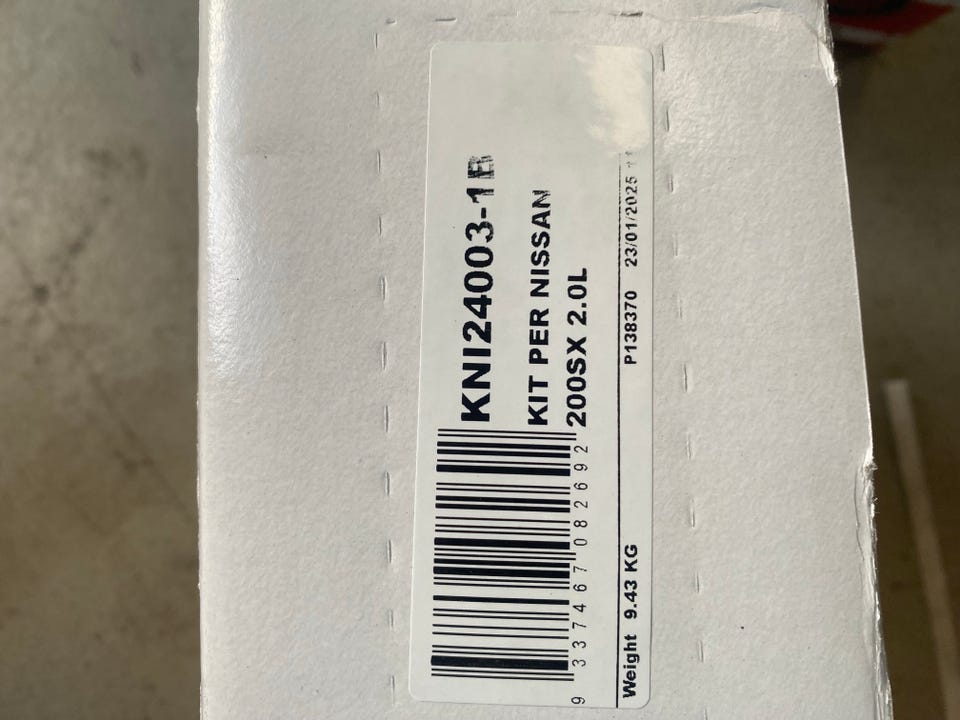 KNI24003-1B
KIT PER NISSAN
200SX 2.0L
9 337467 082692
Weight 9.43 KG P138370 23/01/2025